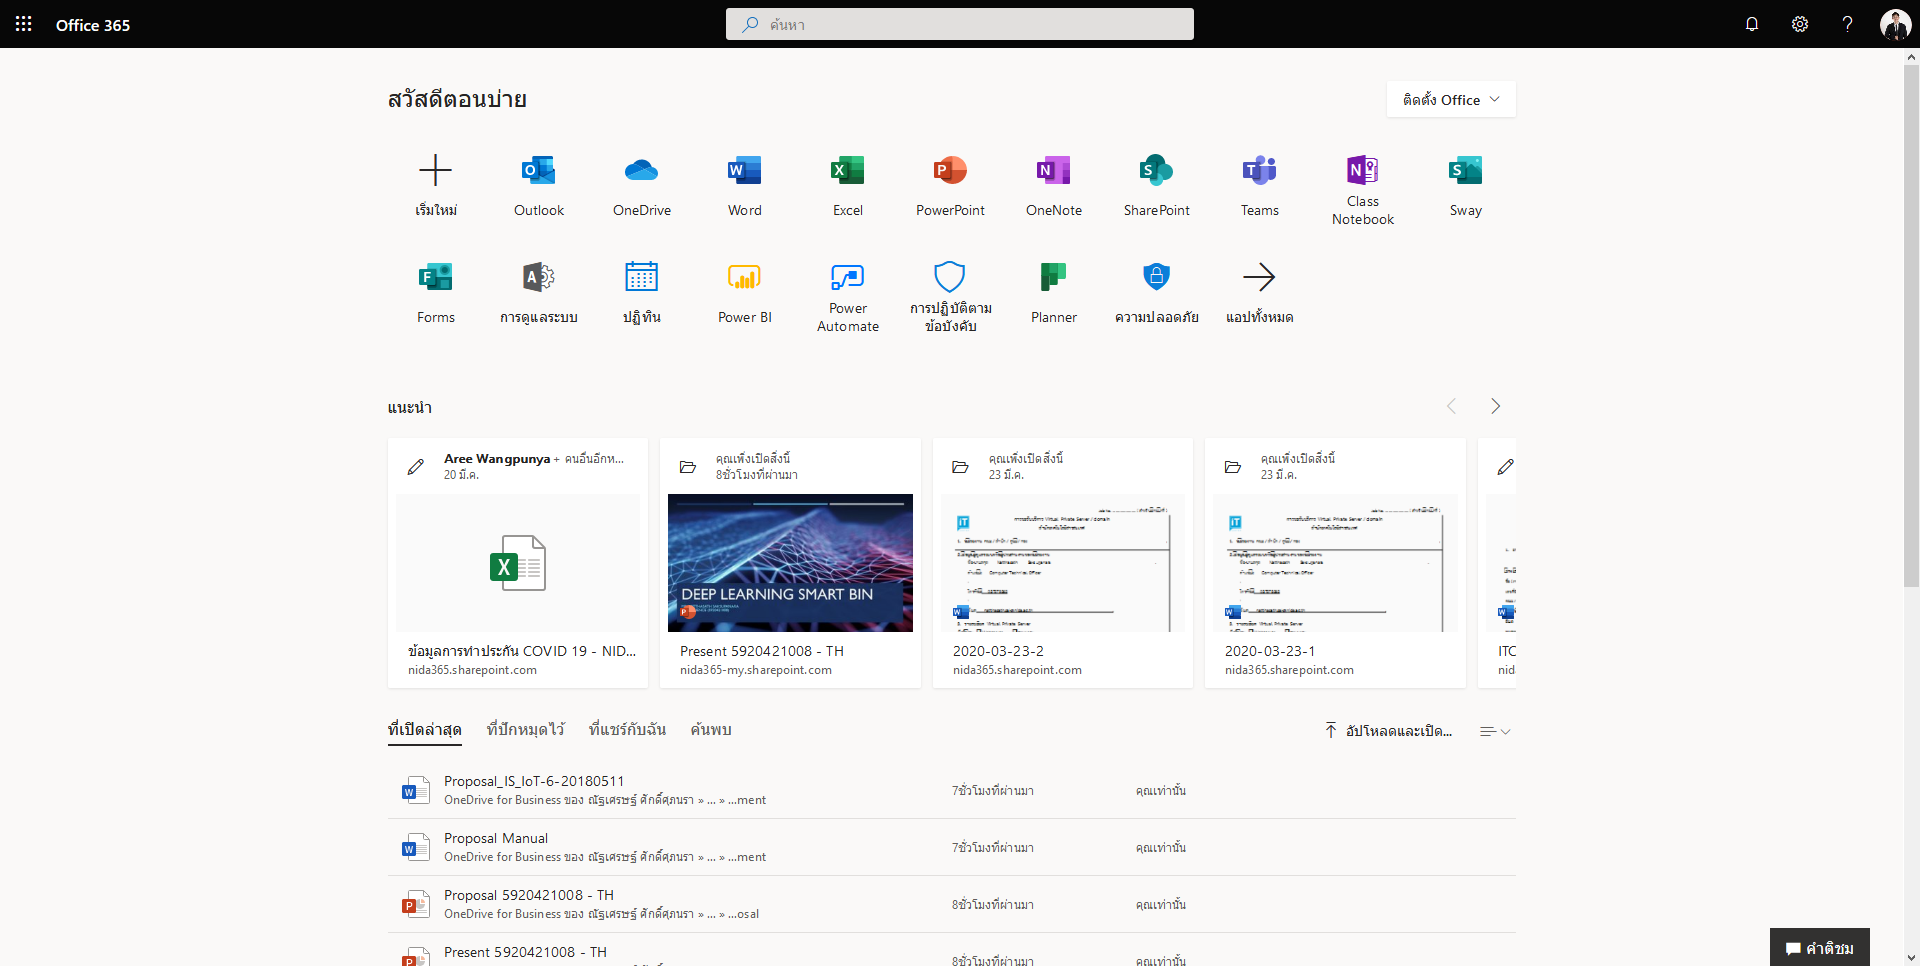 Office 365
ค้นหา
สวัสดีตอนบ่าย
ติดตั้ง Office
เริ่มใหม่
Outlook
OneDrive
Word
Excel
PowerPoint
OneNote
SharePoint
Teams
Class
Notebook
Sway
Forms
การดูแลระบบ
ปฏิทิน
Power BI
Power
Automate
การปฏิบัติตาม
ข้อบังคับ
Planner
ความปลอดภัย
แอปทั้งหมด
แนะนำ
Aree Wangpunya + คนอื่นอีกห...
20 มี.ค.
ข้อมูลการทำประกัน COVID 19 - NID...
nida365.sharepoint.com
คุณเพิ่งเปิดสิ่งนี้
8ชั่วโมงที่ผ่านมา
DEEP LEARNING SMART BIN
Present 5920421008 - TH
nida365-my.sharepoint.com
คุณเพิ่งเปิดสิ่งนี้
23 มี.ค.
2020-03-23-2
nida365.sharepoint.com
คุณเพิ่งเปิดสิ่งนี้
23 มี.ค.
2020-03-23-1
nida365.sharepoint.com
ITC
nid
ที่เปิดล่าสุด
ที่ปักหมุดไว้
ที่แชร์กับฉัน
ค้นพบ
อัปโหลดและเปิด...
Proposal_IS_IoT-6-20180511
OneDrive for Business ของ ณัฐเศรษฐ์ ศักดิ์ศุภนรา » ... » ...ment
7ชั่วโมงที่ผ่านมา
คุณเท่านั้น
Proposal Manual
OneDrive for Business ของ ณัฐเศรษฐ์ ศักดิ์ศุภนรา » ... » ...ment
7ชั่วโมงที่ผ่านมา
คุณเท่านั้น
Proposal 5920421008 - TH
OneDrive for Business ของ ณัฐเศรษฐ์ ศักดิ์ศุภนรา » ... » ...osal
8ชั่วโมงที่ผ่านมา
คุณเท่านั้น
Present 5920421008 - TH
8ชั่วโมงที่ผ่านมา
คุณเท่านั้น
คำติชม